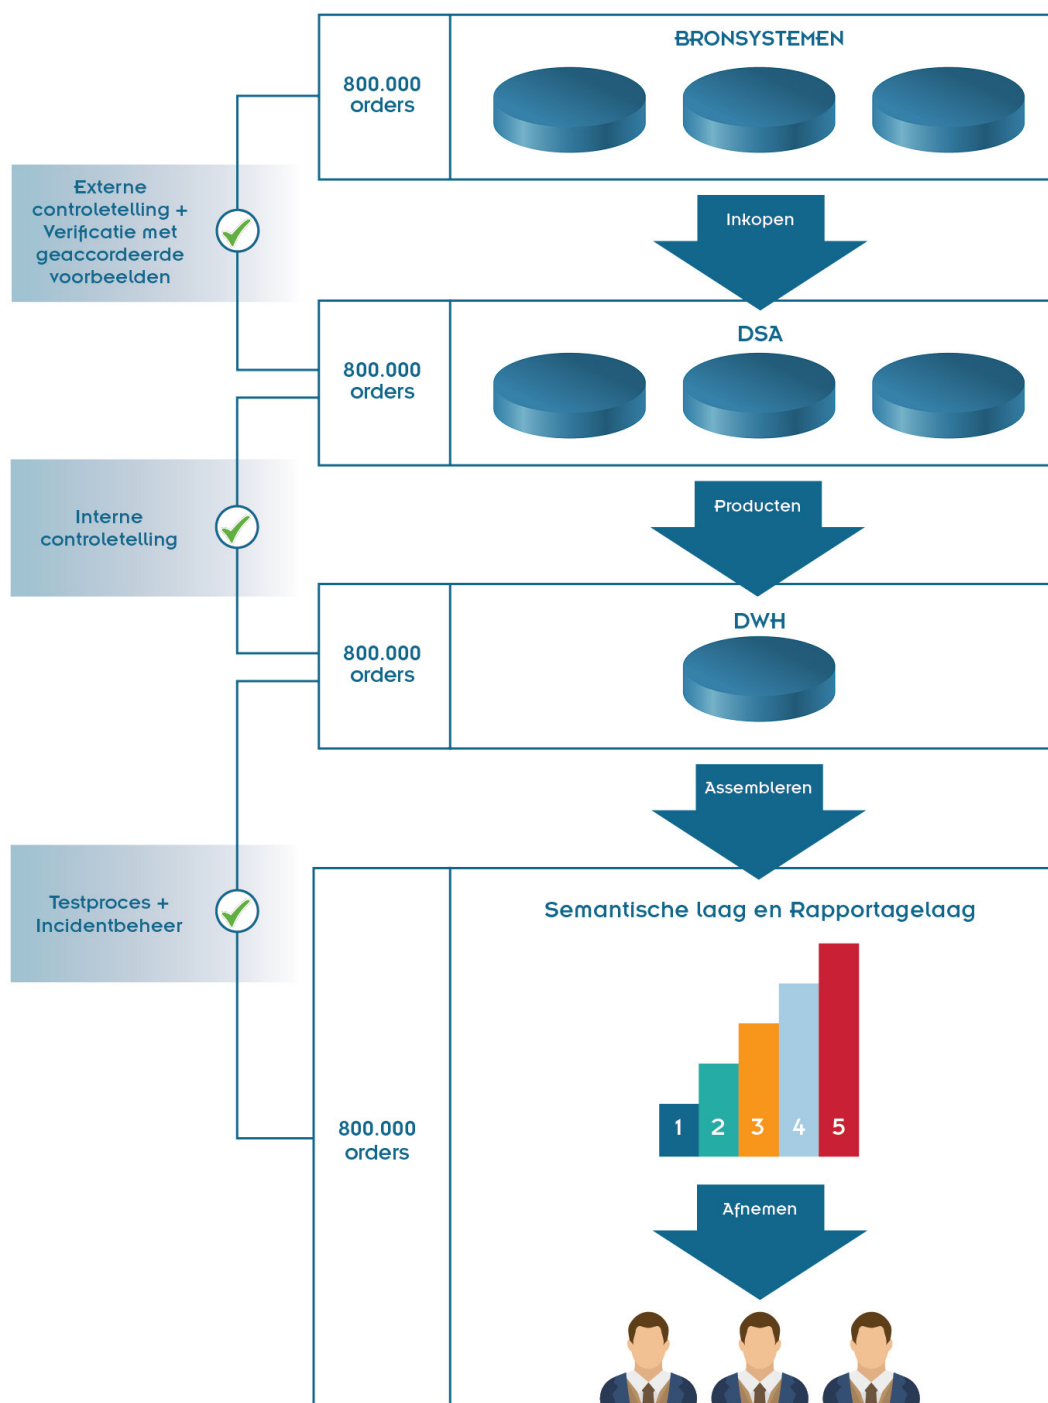 BRONSYSTEMEN
800.000
orders
Externe
controletelling +
Verificatie met
geaccordeerde
voorbeelden
Inkopen
DSA
800.000
orders
Interne
controletelling
Producten
DWH
800.000
orders
Assembleren
Testproces +
Incidentbeheer
Semantische laag en Rapportagelaag
1 2 3 4 5
800.000
orders
Afnemen